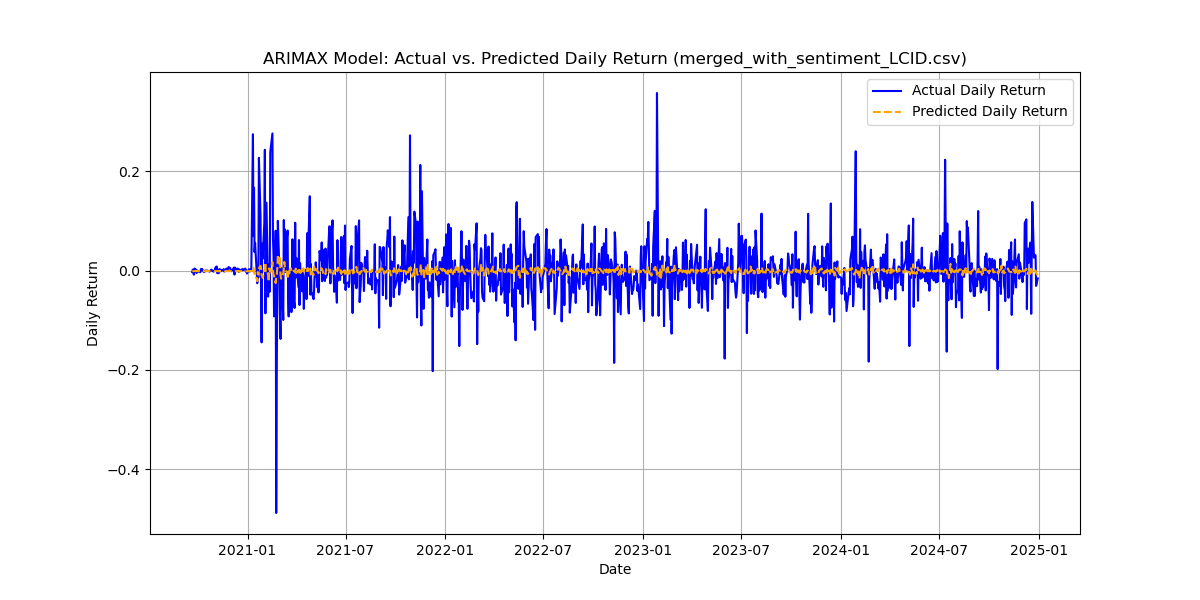 ARIMAX Model: Actual vs. Predicted Daily Return (merged_with_sentiment_LCID.csv)
Actual Daily Return
Predicted Daily Return
Daily Return
0.2
0.0
−0.2
−0.4
2021-01 2021-07 2022-01 2022-07 2023-01 2023-07 2024-01 2024-07 2025-01
Date